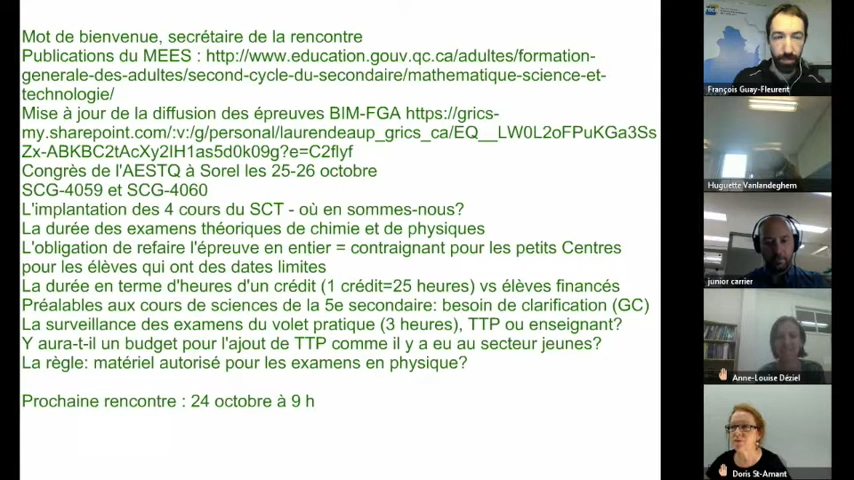 Mot de bienvenue, secrétaire de la rencontre
Publications du MEES : http://www.education.gouv.qc.ca/adultes/formation-
generale-des-adultes/second-cycle-du-secondaire/mathematique-science-et-
technologie/
Mise à jour de la diffusion des épreuves BIM-FGA https://grics-
my.sharepoint.com/:v:/g/personal/laurendeaup_grics_ca/EQ__LW0L2oFPuKGa3Ss
Zx-ABKBC2tAcXy2IH1as5d0k09g?e=C2flyf
Congrès de l'AESTQ à Sorel les 25-26 octobre
SCG-4059 et SCG-4060
L'implantation des 4 cours du SCT - où en sommes-nous?
La durée des examens théoriques de chimie et de physiques
L'obligation de refaire l'épreuve en entier = contraignant pour les petits Centres
pour les élèves qui ont des dates limites
La durée en terme d'heures d'un crédit (1 crédit=25 heures) vs élèves financés
Préalables aux cours de sciences de la 5e secondaire: besoin de clarification (GC)
La surveillance des examens du volet pratique (3 heures), TTP ou enseignant?
Y aura-t-il un budget pour l'ajout de TTP comme il y a eu au secteur jeunes?
La règle: matériel autorisé pour les examens en physique?
Prochaine rencontre : 24 octobre à 9 h
François Guay-Fleurent
Huguette Vanlandeghem
junior carrier
Anne-Louise Déziel
Doris St-Amant